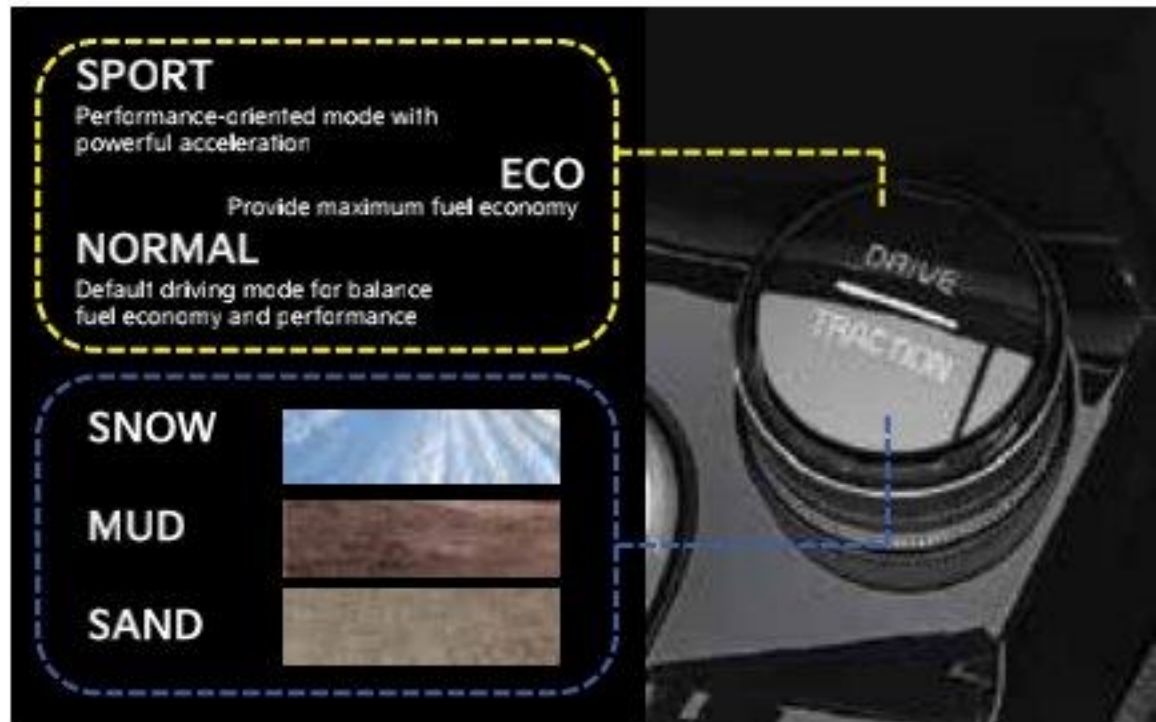 SPORT
Performance-oriented mode with
powerful acceleration
ECO
Provide maximum fuel economy
NORMAL
Default driving mode for balance
fuel economy and performance
SNOW
MUD
SAND
DRIVE
TRACTION